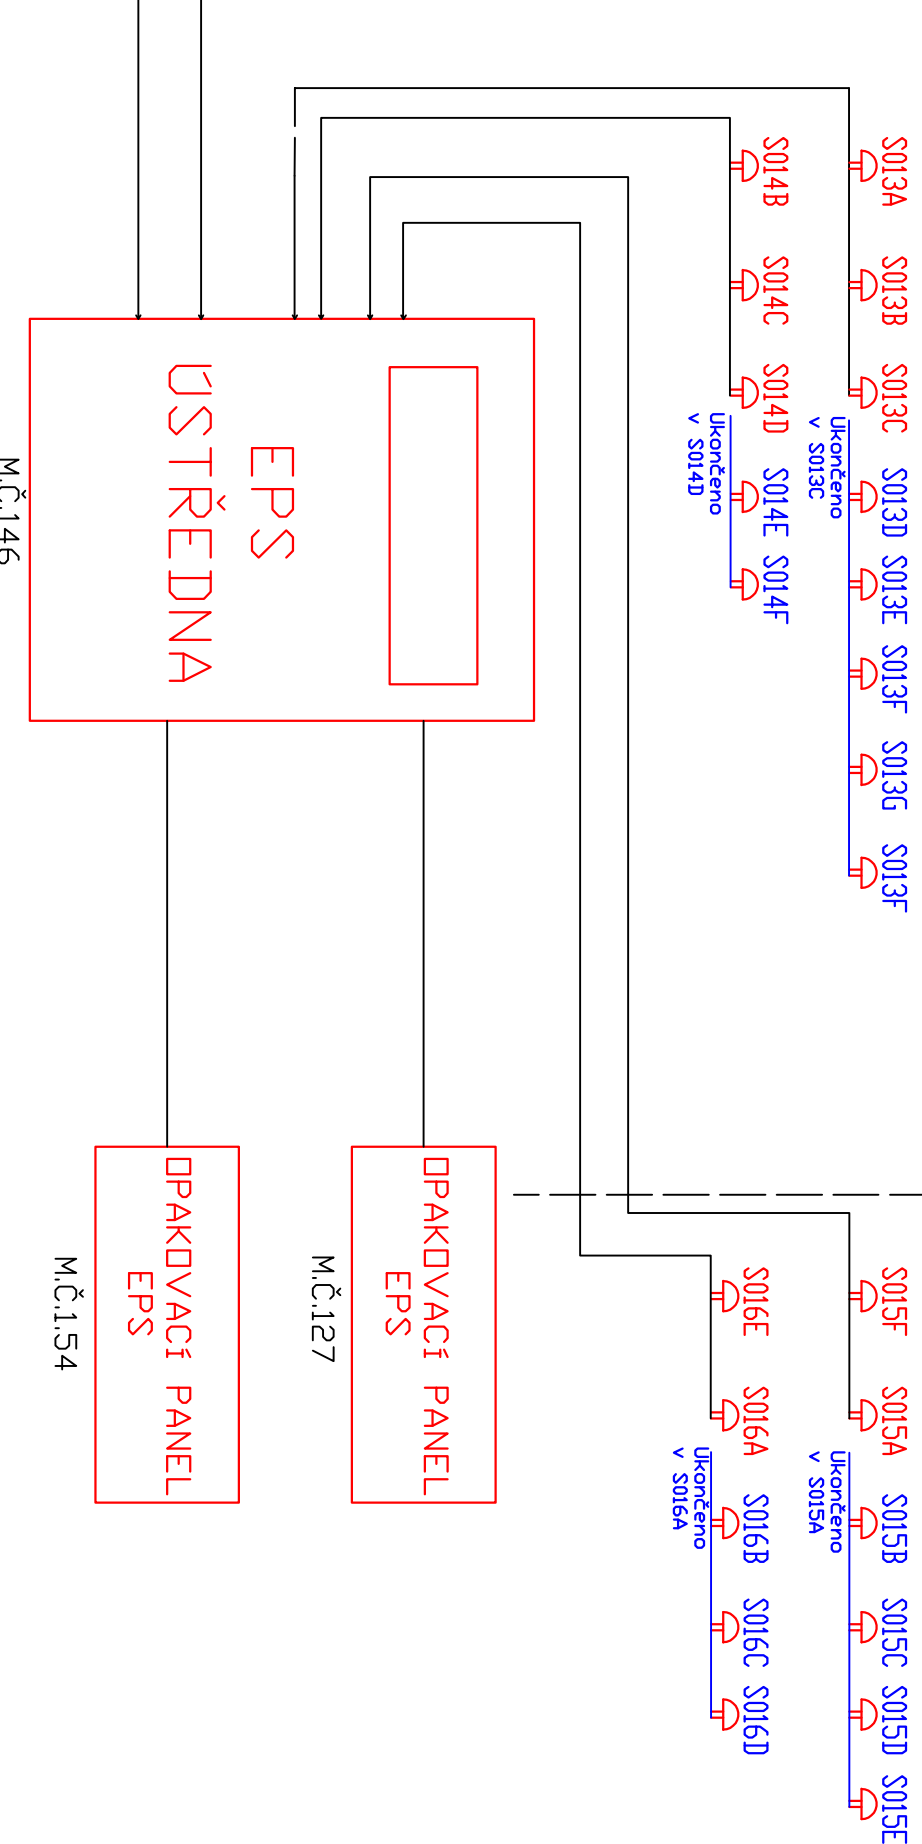 S013A
S013B
S013C
S013D
S013E
S013F
S013G
S013F
Ukončeno
v S013C
S014B
S014C
S014D
S014E
S014F
Ukončeno
v S014D
S015F
S015A
S015B
S015C
S015D
S015E
Ukončeno
v S015A
S016E
S016A
S016B
S016C
S016D
Ukončeno
v S016A
EPS
ÚSTŘEDNA
M.Č.146
OPAKOVACÍ PANEL
EPS
M.Č.127
OPAKOVACÍ PANEL
EPS
M.Č.1.54